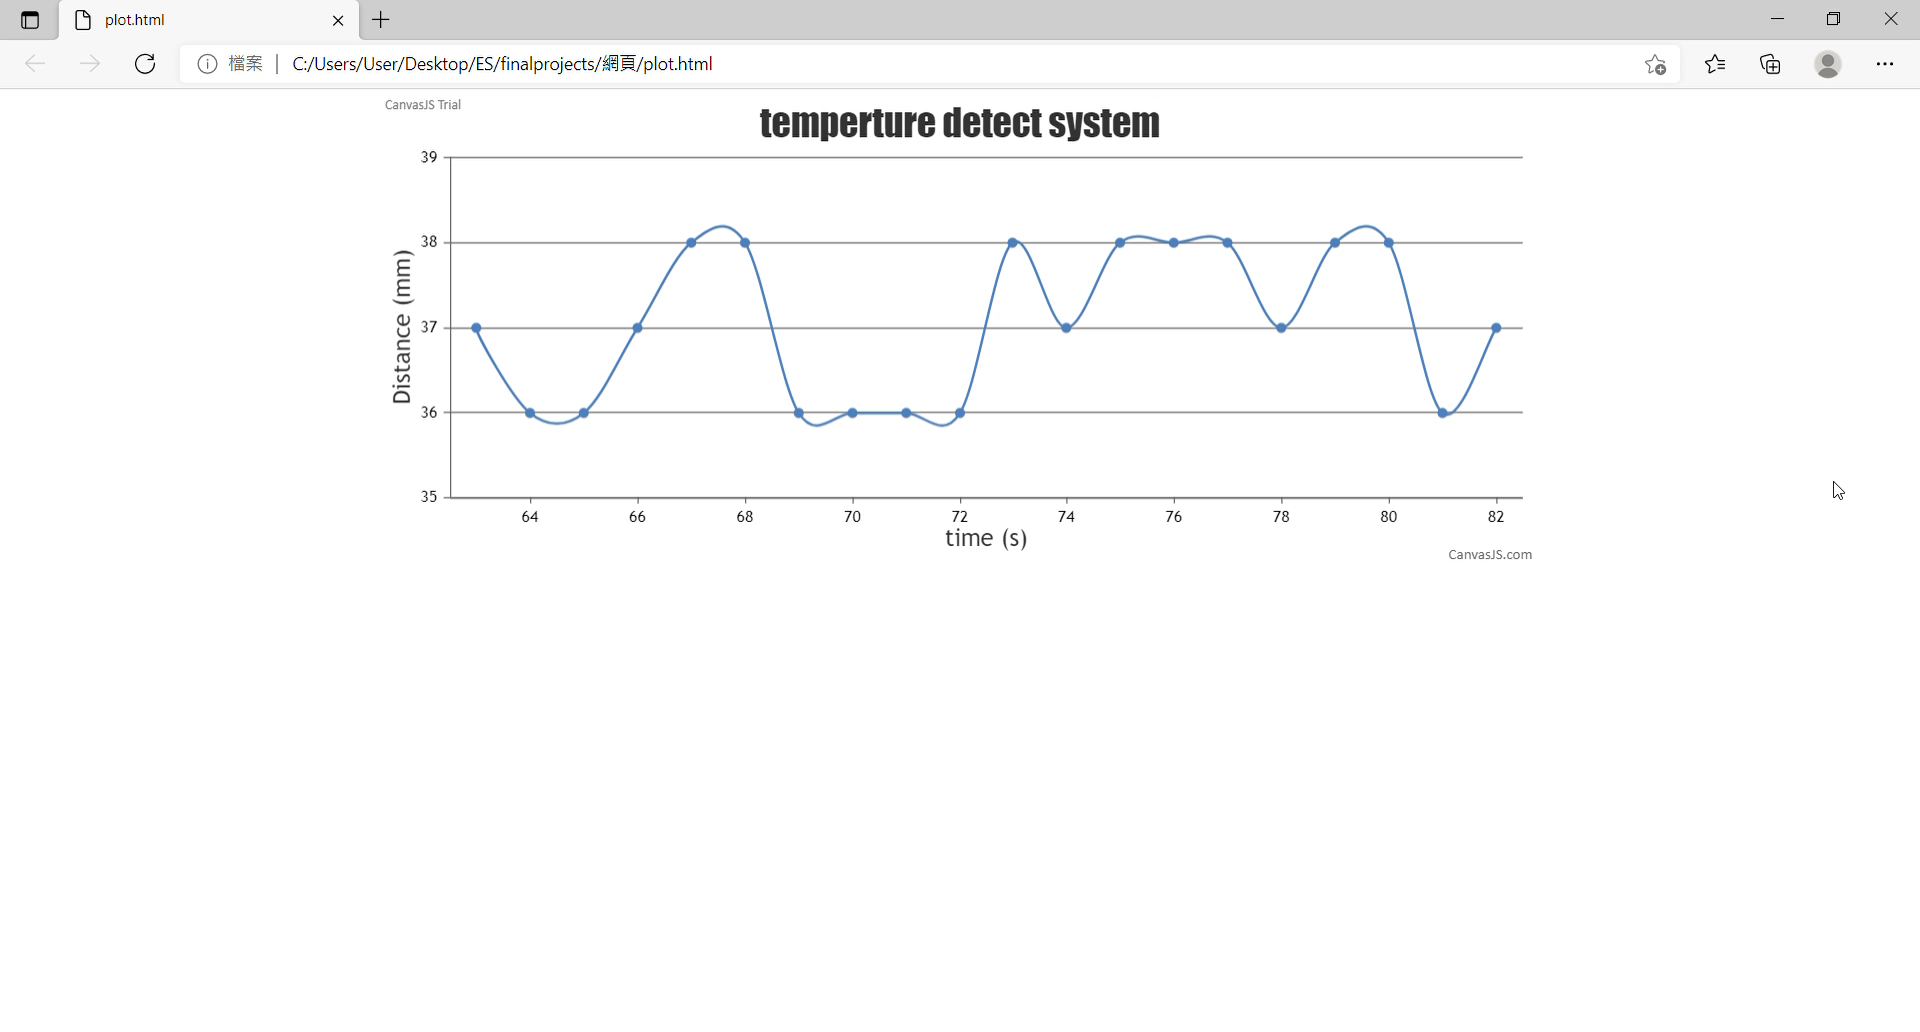 plot.html
檔案 C:/Users/User/Desktop/ES/finalprojects/網頁/plot.html
CanvasJS Trial
temperture detect system
Distance (mm)
39
38
37
36
35
64 66 68 70 72 74 76 78 80 82
time (s)
CanvasJS.com